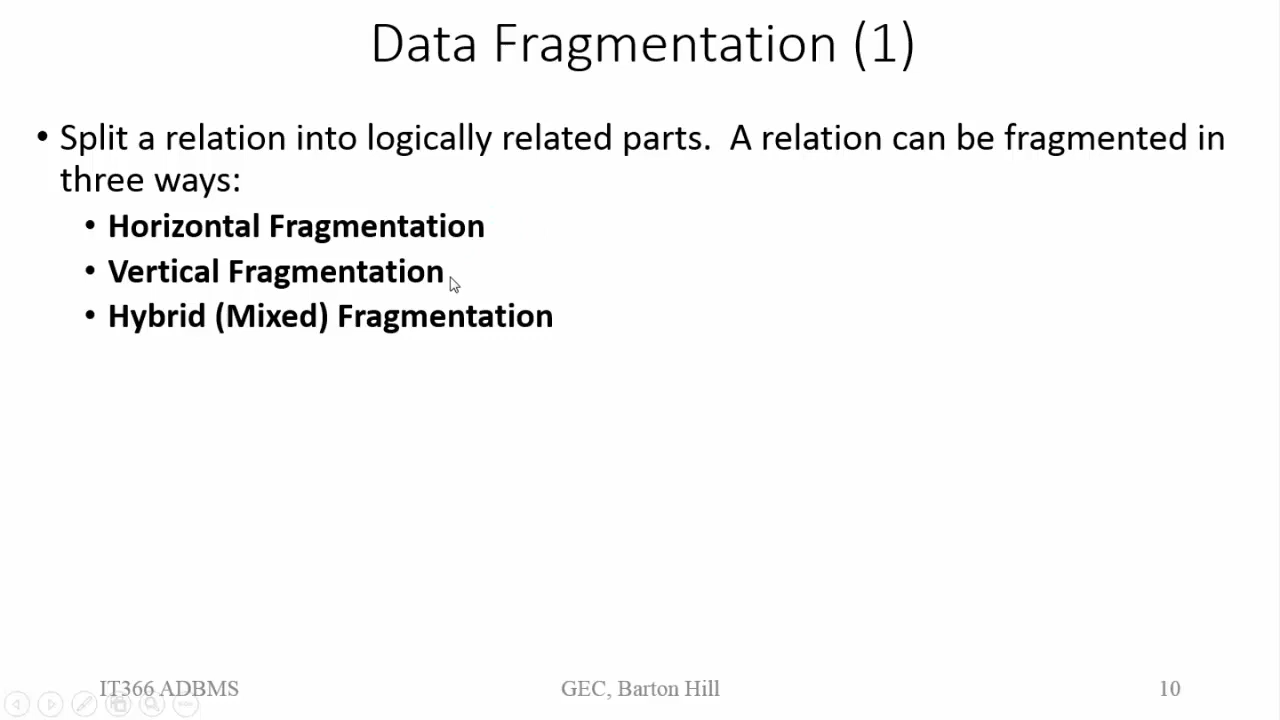 Data Fragmentation (1)
• Split a relation into logically related parts.  A relation can be fragmented in
three ways:
• Horizontal Fragmentation
• Vertical Fragmentation
• Hybrid (Mixed) Fragmentation
IT366 ADBMS
GEC, Barton Hill
10